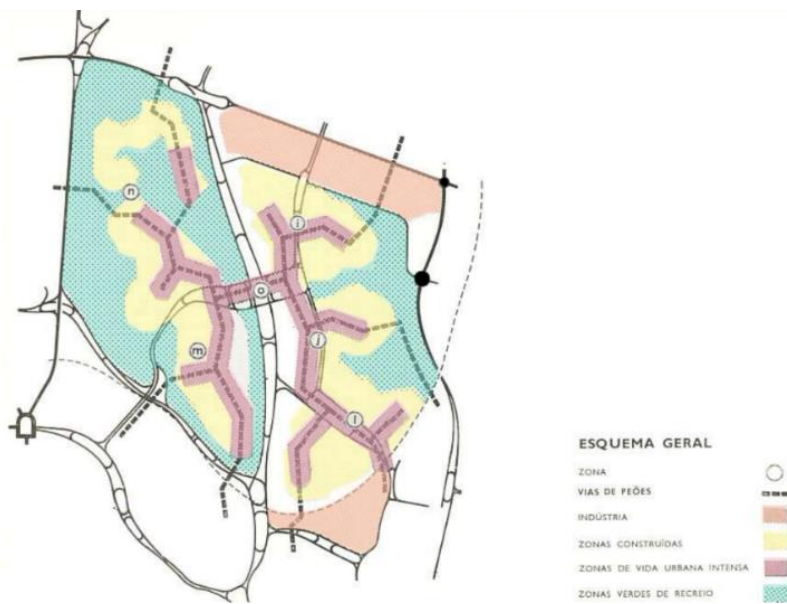 n
i
o
j
m
l
ESQUEMA GERAL
ZONA
VIAS DE PEÕES
INDÚSTRIA
ZONAS CONSTRUÍDAS
ZONAS DE VIDA URBANA INTENSA
ZONAS VERDES DE RECREIO